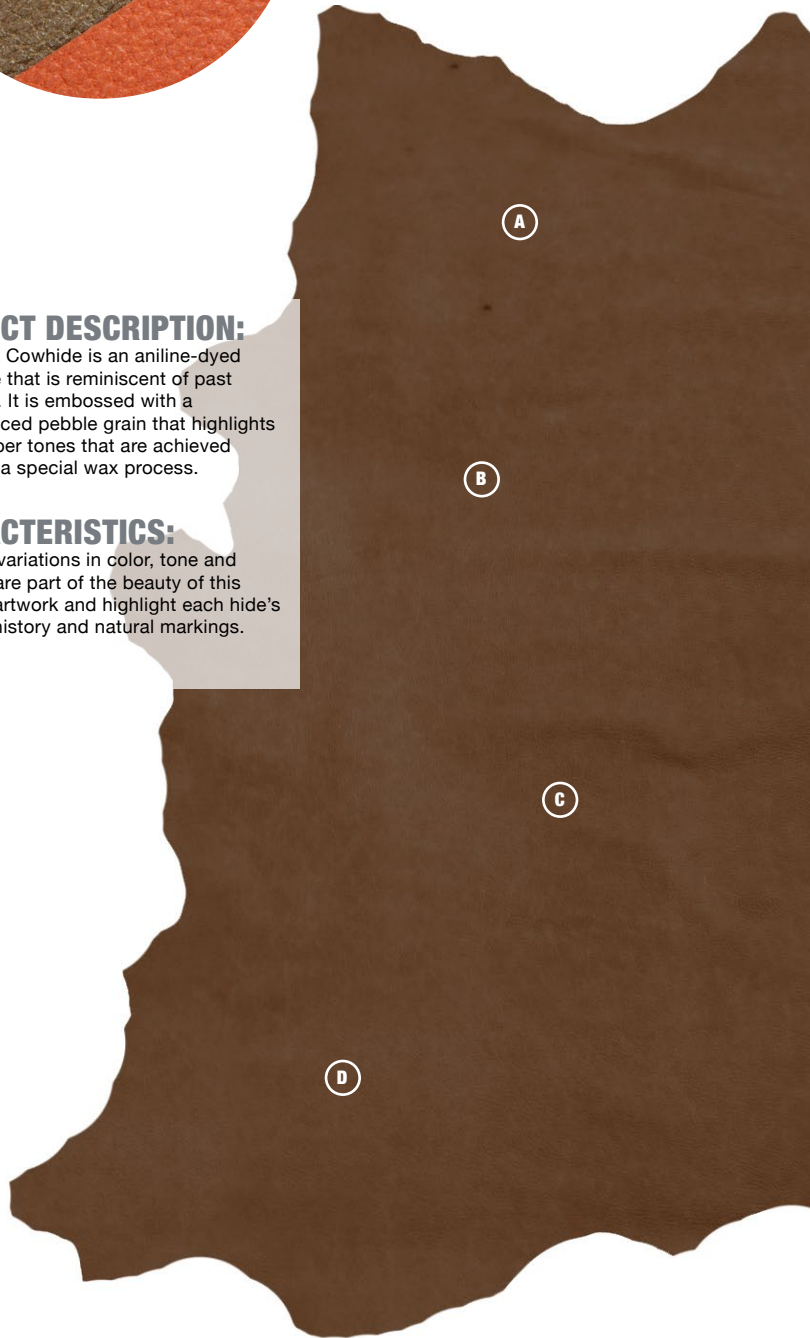 CT DESCRIPTION:
Cowhide is an aniline-dyed
that is reminiscent of past
. It is embossed with a
ced pebble grain that highlights
per tones that are achieved
a special wax process.
ACTERISTICS:
variations in color, tone and
are part of the beauty of this
artwork and highlight each hide's
history and natural markings.
A
B
C
D